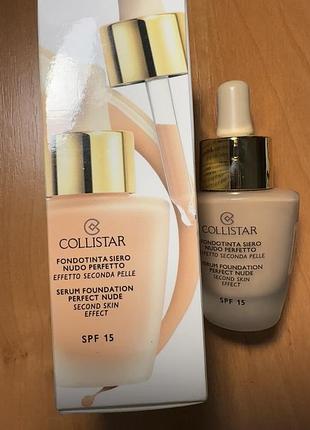 COLLISTAR
FONDOTINTA SIERO
NUDO PERFETTO
EFFETTO SECONDA PELLE
SERUM FOUNDATION
PERFECT NUDE
SECOND SKIN
EFFECT
SPF 15
COLLISTAR
FONDOTINTA SIERO
NUDO PERFETTO
EFFETTO SECONDA PELLE
SERUM FOUNDATION
PERFECT NUDE
SECOND SKIN
EFFECT
SPF 15